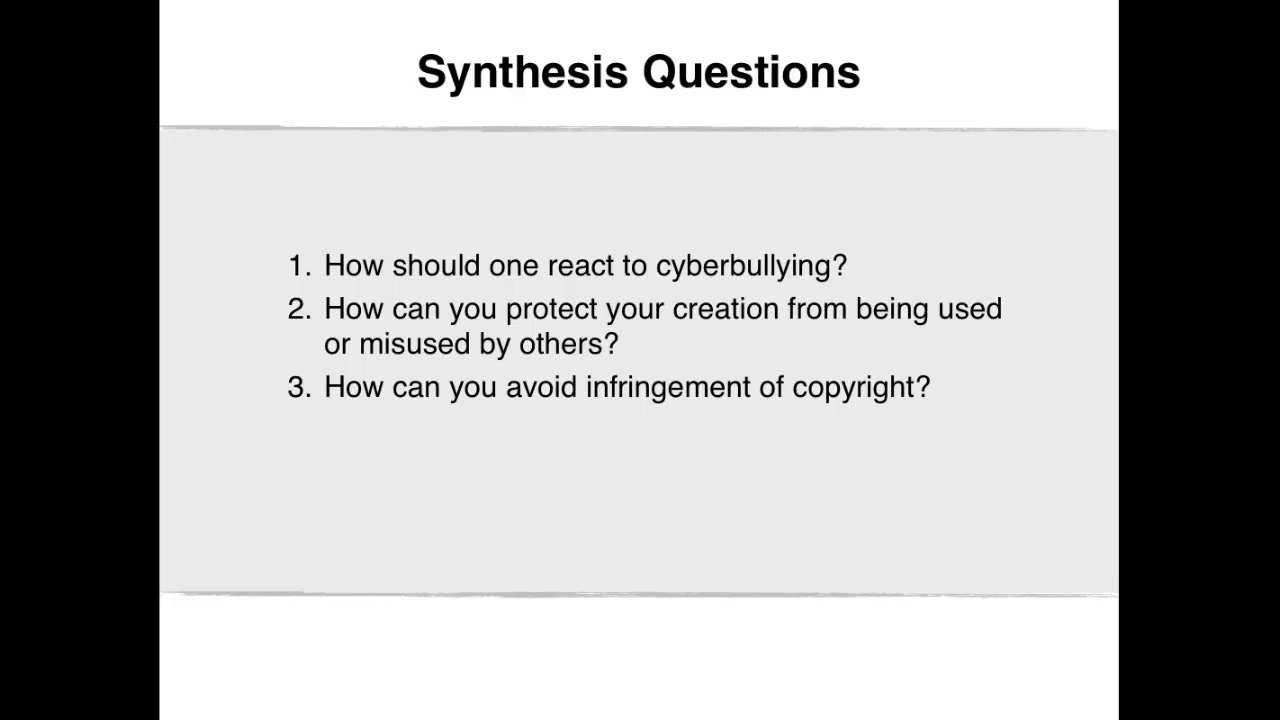 Synthesis Questions
1. How should one react to cyberbullying?
2. How can you protect your creation from being used
or misused by others?
3. How can you avoid infringement of copyright?